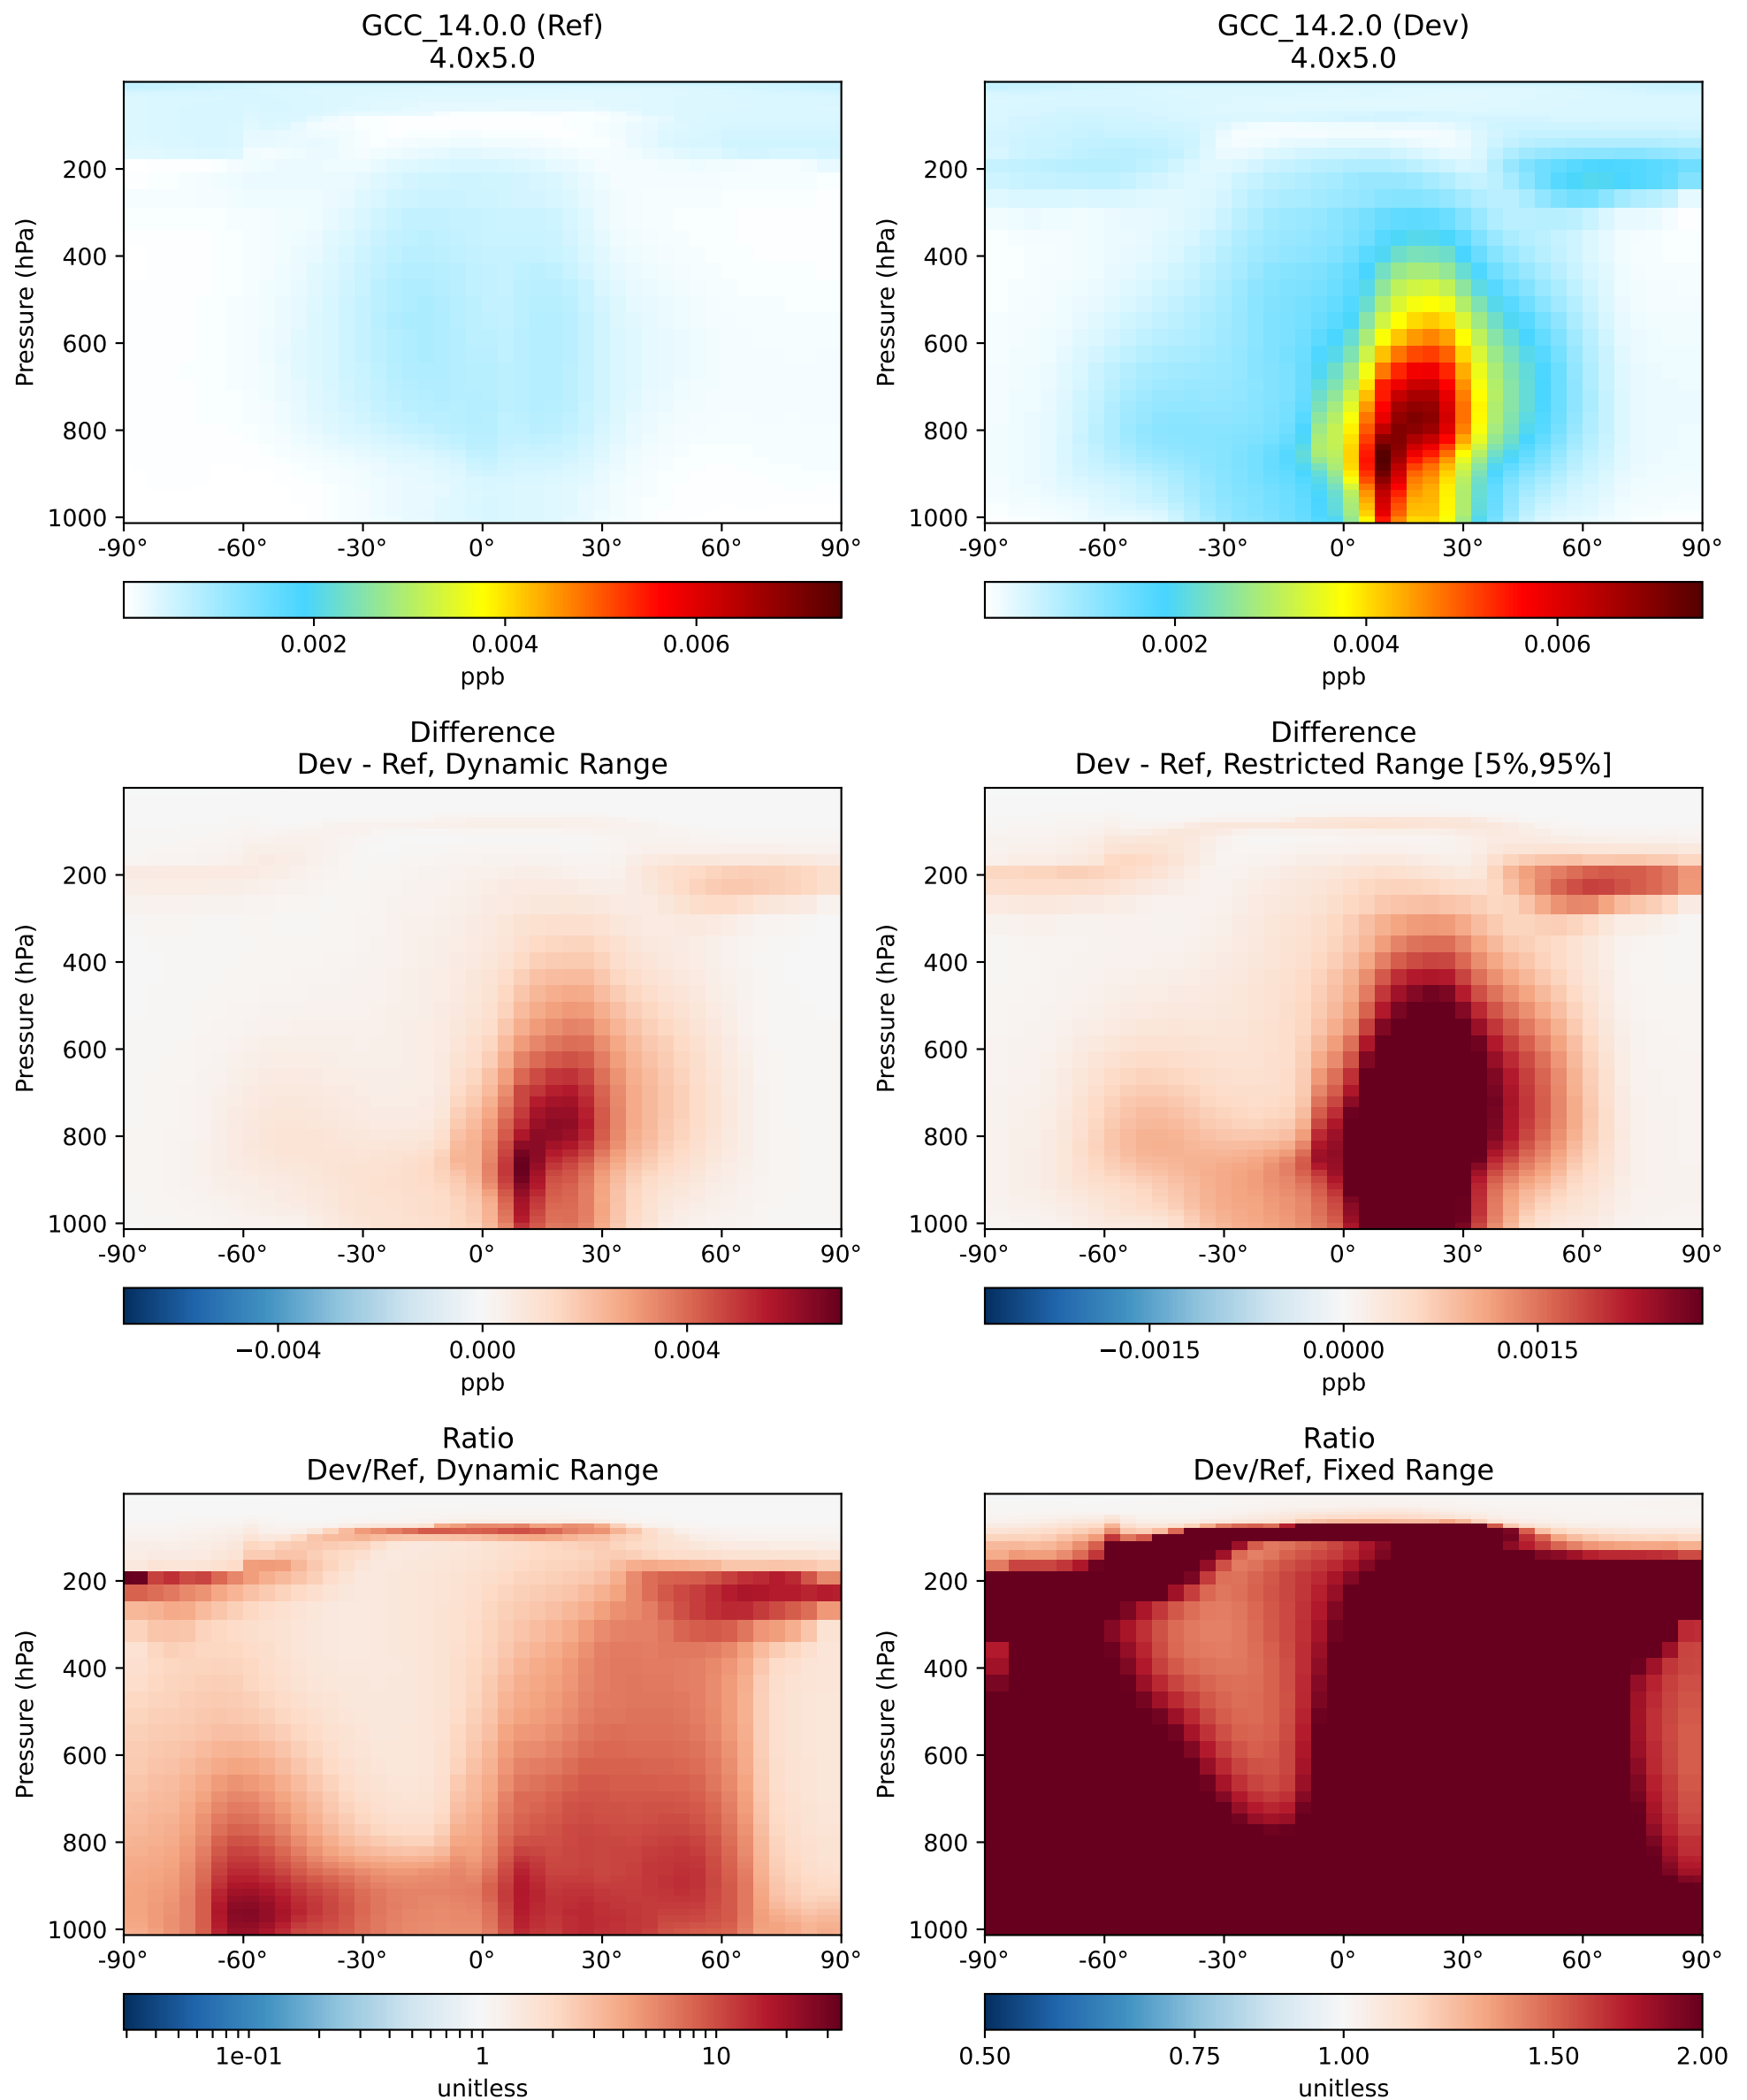 GCC_14.0.0 (Ref)
4.0x5.0
Pressure (hPa)
200
400
600
800
1000
-90° -60° -30° 0° 30° 60° 90°
0.002 0.004 0.006
ppb
GCC_14.2.0 (Dev)
4.0x5.0
Pressure (hPa)
200
400
600
800
1000
-90° -60° -30° 0° 30° 60° 90°
0.002 0.004 0.006
ppb
Difference
Dev - Ref, Dynamic Range
Pressure (hPa)
200
400
600
800
1000
-90° -60° -30° 0° 30° 60° 90°
−0.004 0.000 0.004
ppb
Difference
Dev - Ref, Restricted Range [5%,95%]
Pressure (hPa)
200
400
600
800
1000
-90° -60° -30° 0° 30° 60° 90°
−0.0015 0.0000 0.0015
ppb
Ratio
Dev/Ref, Dynamic Range
Pressure (hPa)
200
400
600
800
1000
-90° -60° -30° 0° 30° 60° 90°
1e-01 1 10
unitless
Ratio
Dev/Ref, Fixed Range
Pressure (hPa)
200
400
600
800
1000
-90° -60° -30° 0° 30° 60° 90°
0.50 0.75 1.00 1.50 2.00
unitless